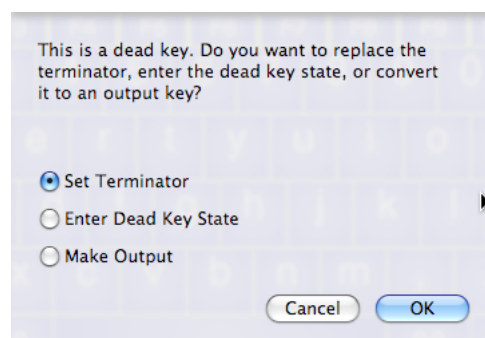 This is a dead key. Do you want to replace the
terminator, enter the dead key state, or convert
it to an output key?
Set Terminator
Enter Dead Key State
Make Output
Cancel OK